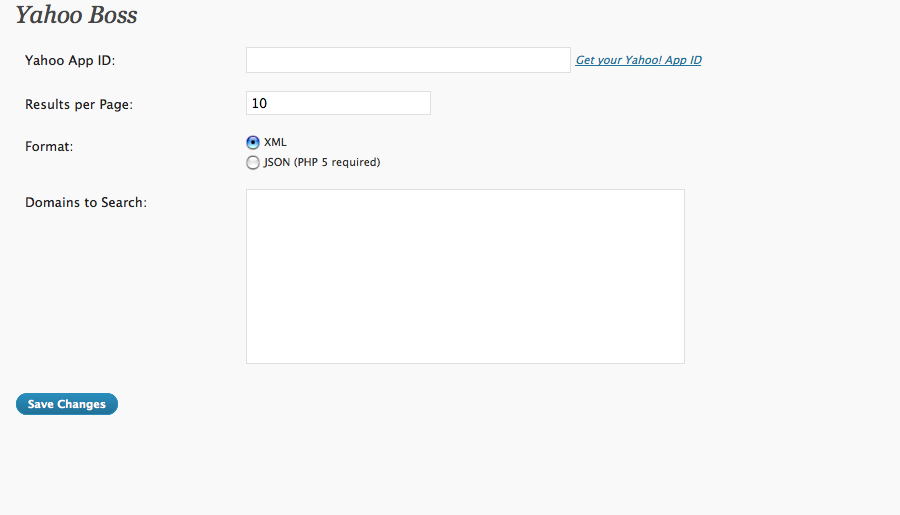 Yahoo Boss
Yahoo App ID: Get your Yahoo! App ID
Results per Page: 10
Format: XML
JSON (PHP 5 required)
Domains to Search:
Save Changes